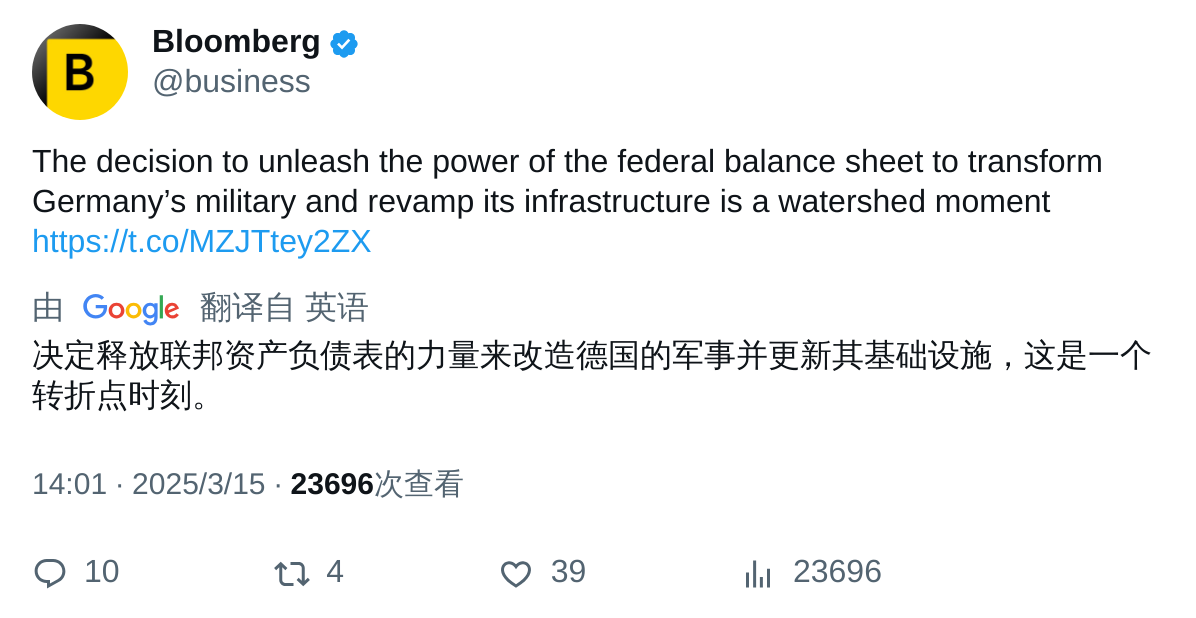 Bloomberg
@business
The decision to unleash the power of the federal balance sheet to transform
Germany’s military and revamp its infrastructure is a watershed moment
https://t.co/MZJTtey2ZX
由 Google 翻译自 英语
决定释放联邦资产负债表的力量来改造德国的军事并更新其基础设施，这是一个
转折点时刻。
14:01 · 2025/3/15 · 23696次查看
10 4 39 23696